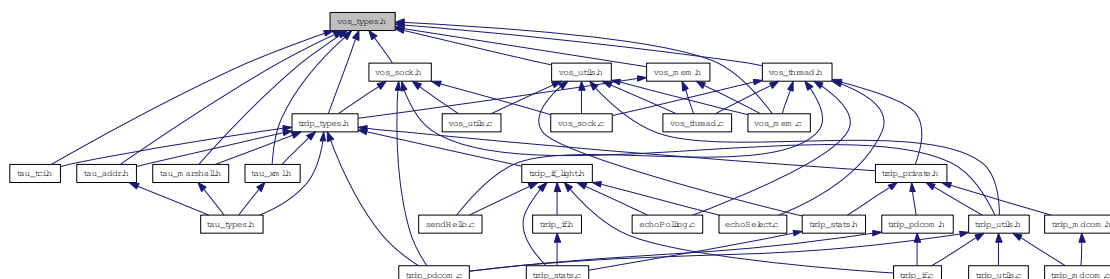 vos_types.h
vos_sock.h
vos_utils.h
vos_mem.h
vos_thread.h
trdp_types.h
vos_utils.c
vos_sock.c
vos_thread.c
vos_mem.c
tau_tci.h
tau_addr.h
tau_marshall.h
tau_xml.h
trdp_if_light.h
trdp_private.h
tau_types.h
sendHello.c
trdp_if.h
echoPolling.c
echoSelect.c
trdp_stats.h
trdp_pdcom.h
trdp_utils.h
trdp_mdcom.h
trdp_pdcom.c
trdp_stats.c
trdp_if.c
trdp_utils.c
trdp_mdcom.c